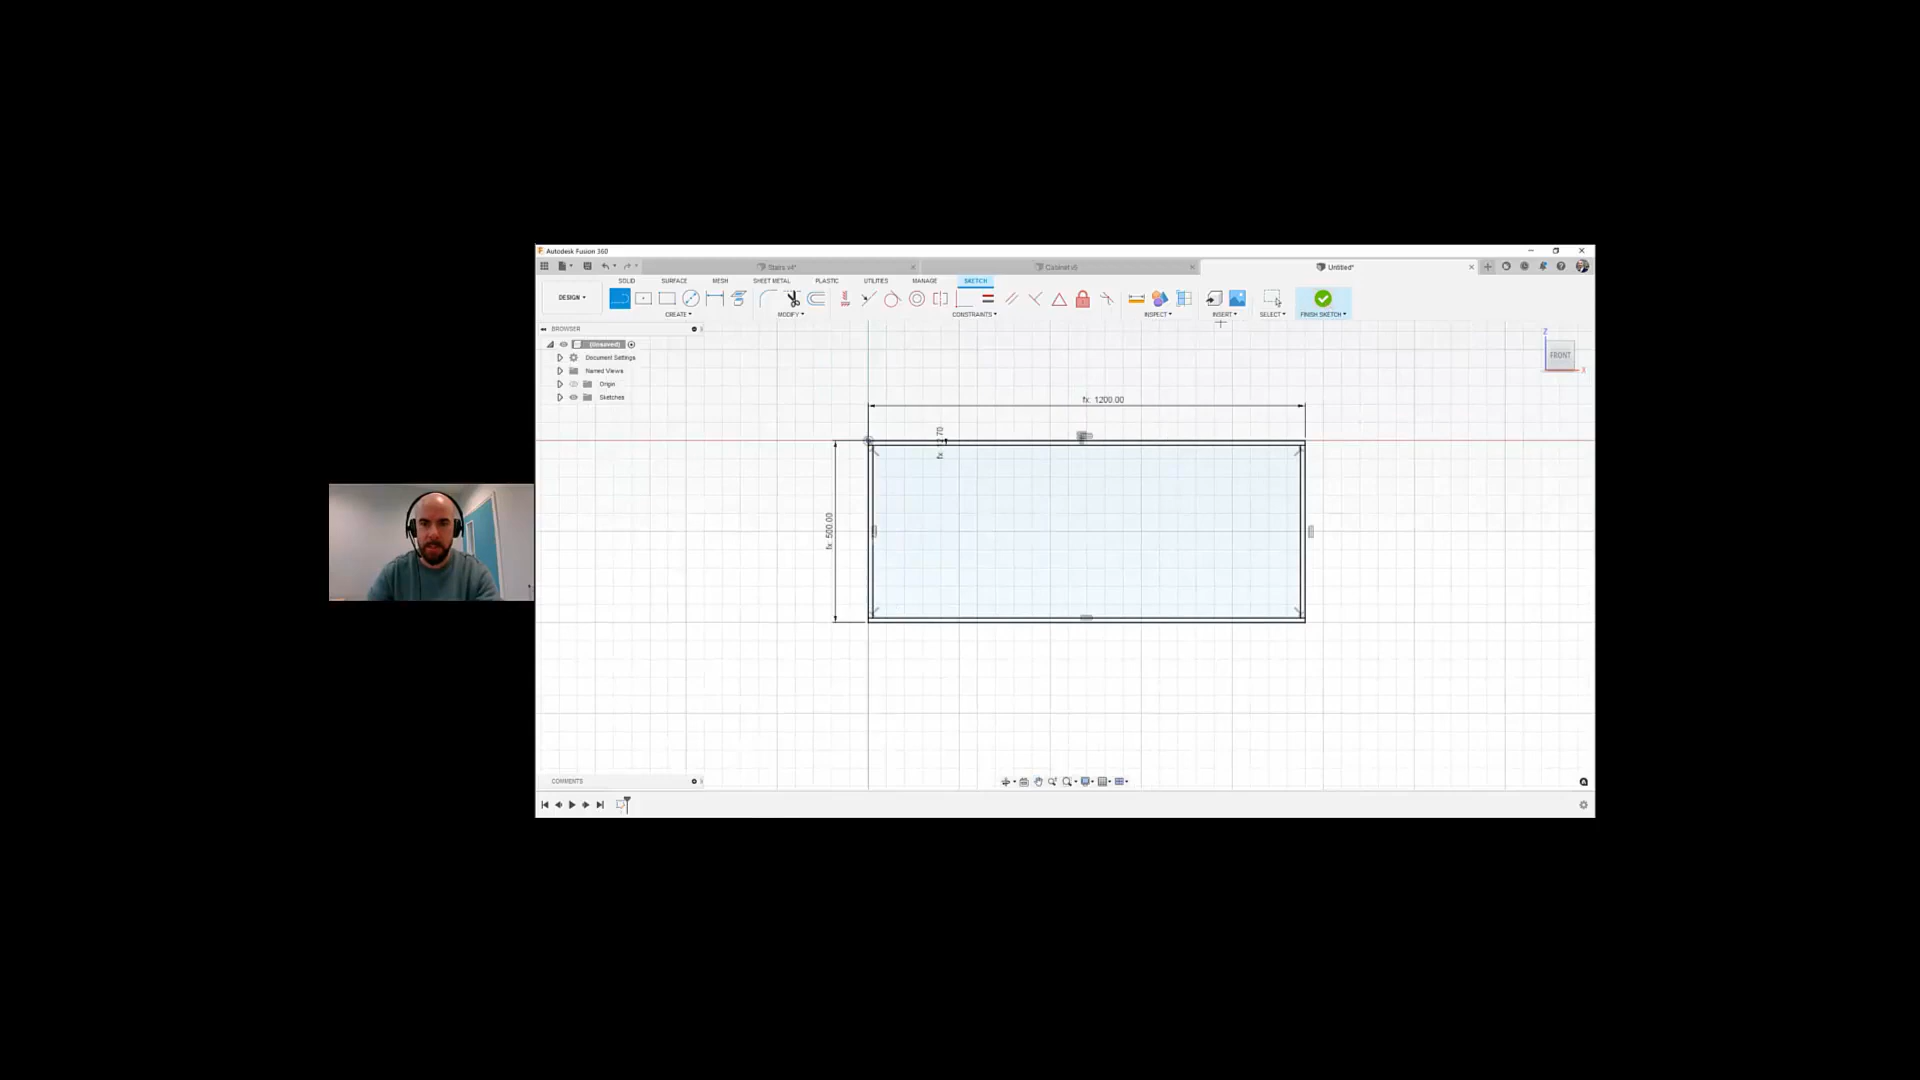 Autodesk Fusion 360
Stairs v4*
Cabinet v5
Untitled*
SOLID SURFACE MESH SHEET METAL PLASTIC UTILITIES MANAGE SKETCH
DESIGN
CREATE MODIFY CONSTRAINTS INSPECT INSERT SELECT FINISH SKETCH
BROWSER
(Unsaved)
Document Settings
Named Views
Origin
Sketches
Z
FRONT
X
fx: 1200.00
fx: 500.00
COMMENTS